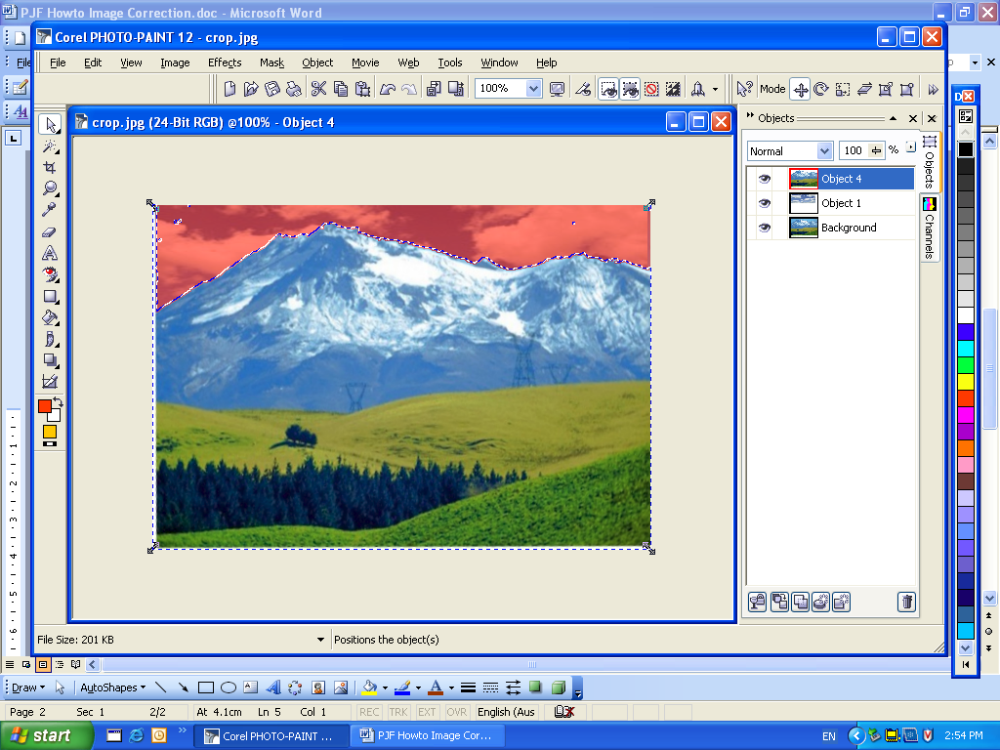 PJF Howto Image Correction.doc - Microsoft Word
Corel PHOTO-PAINT 12 - crop.jpg
File Edit View Image Effects Mask Object Movie Web Tools Window Help
100% Mode
crop.jpg (24-Bit RGB) @100% - Object 4
Objects
Normal 100 %
Object 4
Object 1
Background
Objects
Channels
File Size: 201 KB Positions the object(s)
Draw AutoShapes
Page 2 Sec 1 2/2 At 4.1cm Ln 5 Col 1 REC TRK EXT OVR English (Aus
start Corel PHOTO-PAINT ... PJF Howto Image Cor... EN 2:54 PM